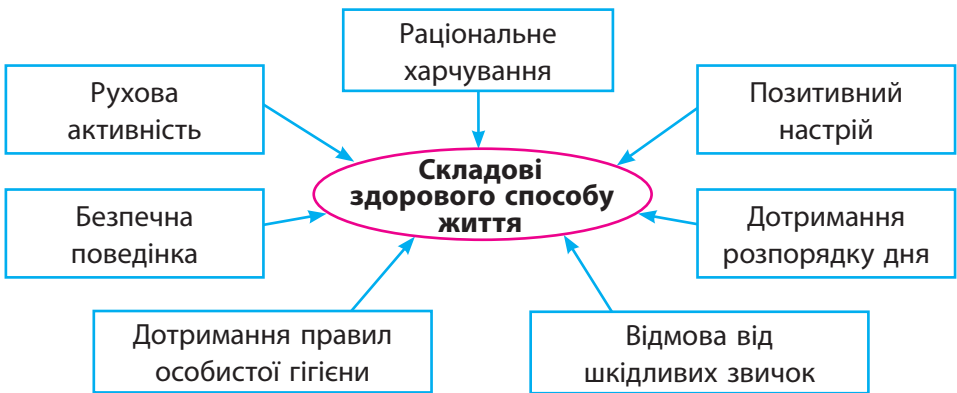 Раціональне
харчування
Рухова
активність
Позитивний
настрій
Складові
здорового способу
життя
Безпечна
поведінка
Дотримання
розпорядку дня
Дотримання правил
особистої гігієни
Відмова від
шкідливих звичок